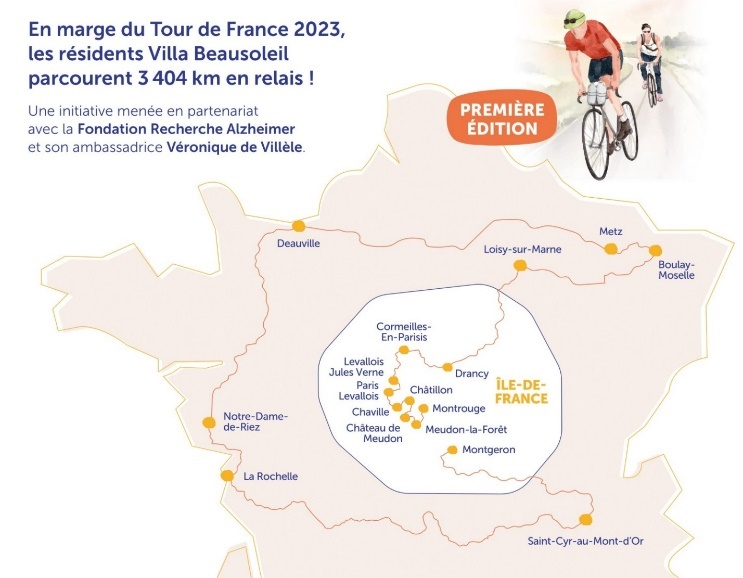 En marge du Tour de France 2023,
les résidents Villa Beausoleil
parcourent 3 404 km en relais !
Une initiative menée en partenariat
avec la Fondation Recherche Alzheimer
et son ambassadrice Véronique de Villèle.
PREMIÈRE
ÉDITION
Deauville
Metz
Loisy-sur-Marne
Boulay-
Moselle
Cormeilles-
En-Parisis
Levallois
Jules Verne
Drancy
ÎLE-DE-
FRANCE
Paris
Levallois
Châtillon
Chaville
Montrouge
Château de
Meudon
Meudon-la-Forêt
Notre-Dame-
de-Riez
Montgeron
La Rochelle
Saint-Cyr-au-Mont-d'Or